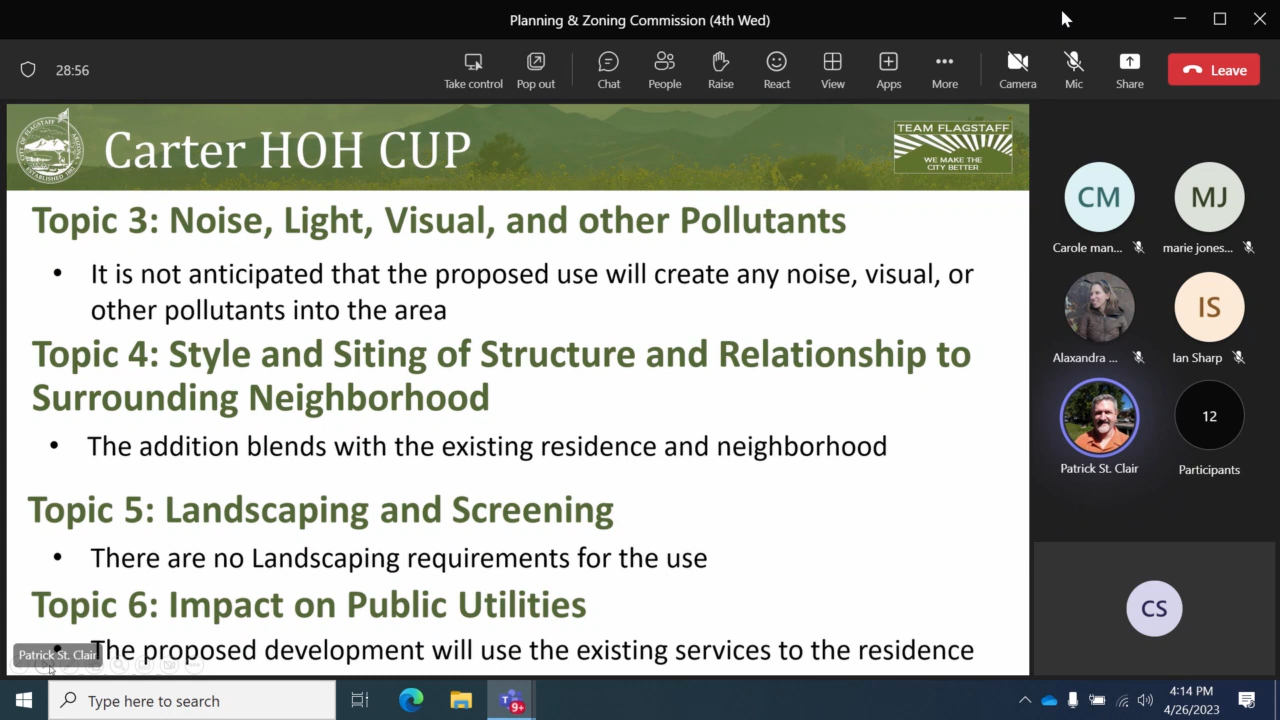 Planning & Zoning Commission (4th Wed)
28:56
Take control
Pop out
Chat
People
Raise
React
View
Apps
More
Camera
Mic
Share
Leave
CITY OF FLAGSTAFF, ARIZONA
Carter HOH CUP
TEAM FLAGSTAFF
WE MAKE THE
CITY BETTER
Topic 3: Noise, Light, Visual, and other Pollutants
• It is not anticipated that the proposed use will create any noise, visual, or
other pollutants into the area
Topic 4: Style and Siting of Structure and Relationship to
Surrounding Neighborhood
• The addition blends with the existing residence and neighborhood
Topic 5: Landscaping and Screening
• There are no Landscaping requirements for the use
Topic 6: Impact on Public Utilities
• The proposed development will use the existing services to the residence
Patrick St. Clair
CM
MJ
Carole man...
marie jones...
IS
Alaxandra ...
Ian Sharp
12
Patrick St. Clair
Participants
CS
Type here to search
9+
4:14 PM
4/26/2023